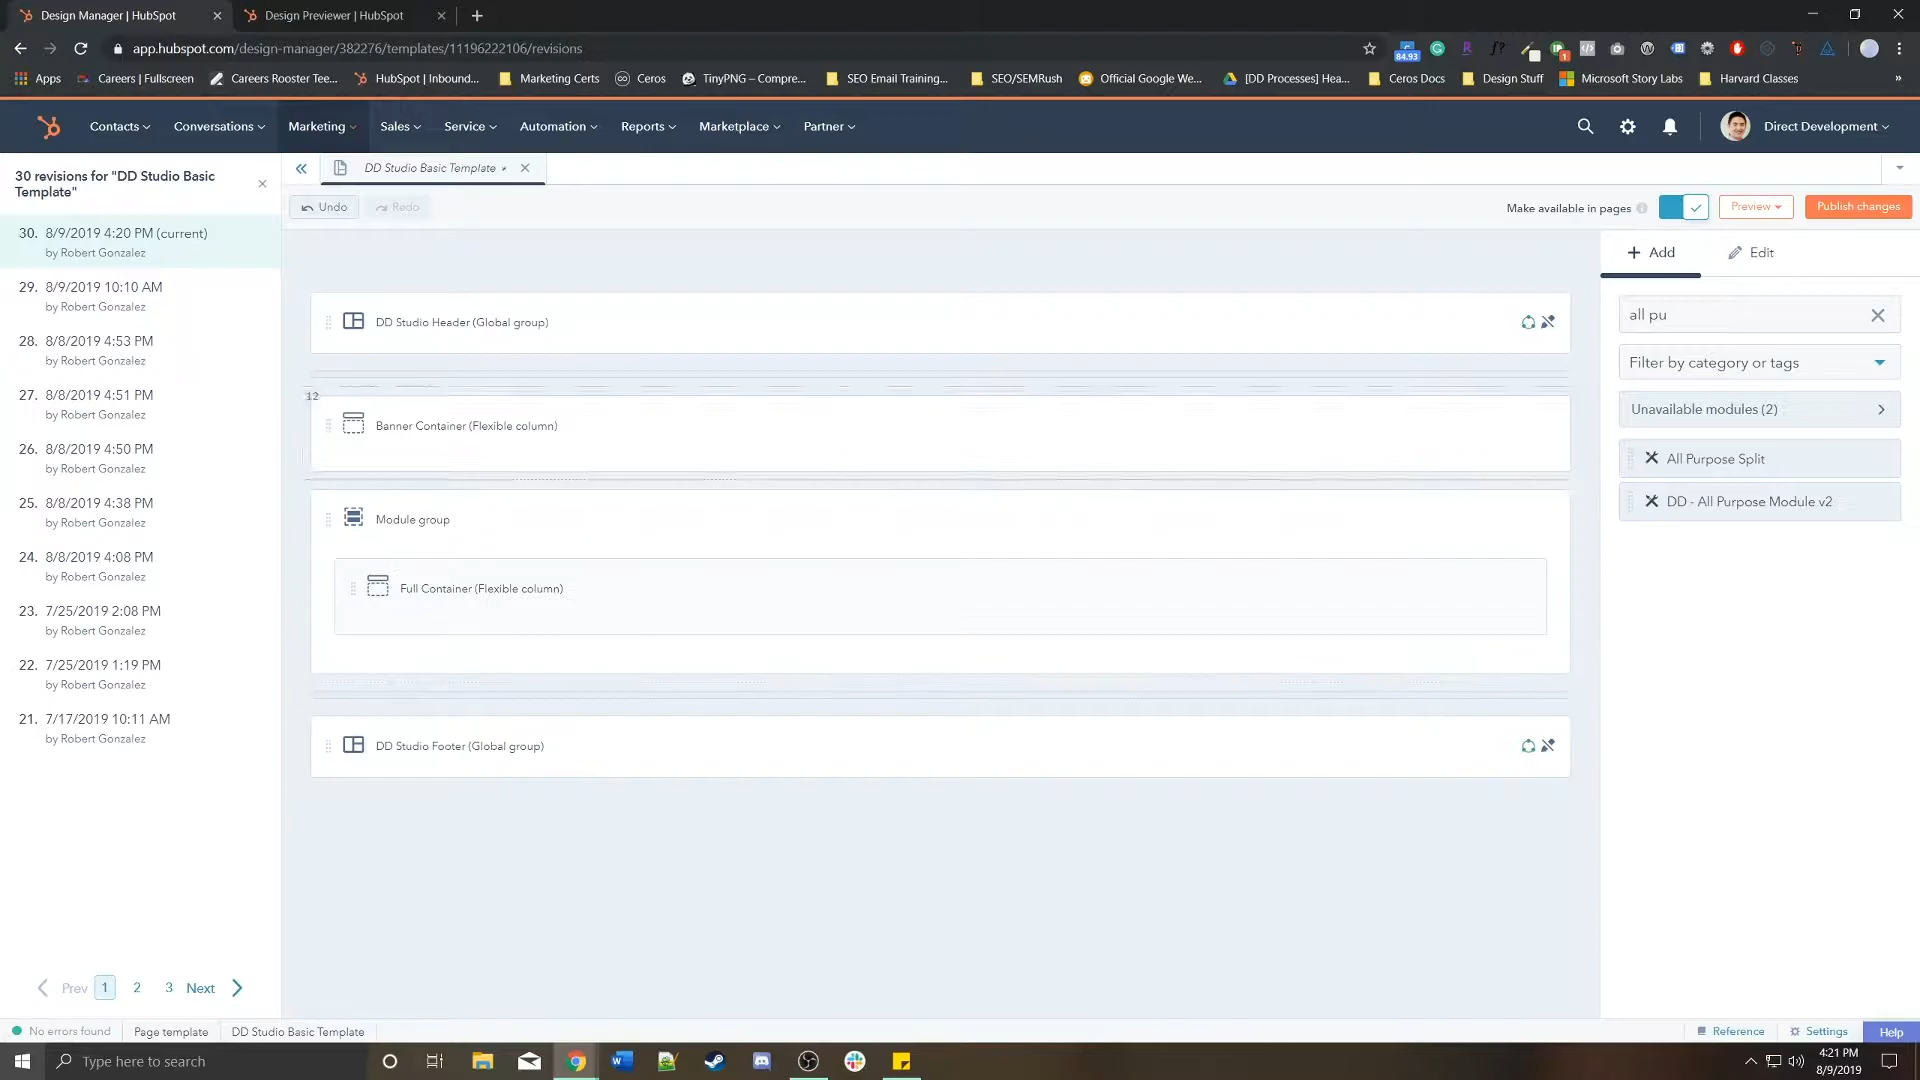 Design Manager | HubSpot
Design Previewer | HubSpot
app.hubspot.com/design-manager/382276/templates/11196222106/revisions
84.93
f?
1
Apps
Careers | Fullscreen
Careers Rooster Tee...
HubSpot | Inbound...
Marketing Certs
Ceros
TinyPNG – Compre...
SEO Email Training...
SEO/SEMRush
Official Google We...
[DD Processes] Hea...
Ceros Docs
Design Stuff
Microsoft Story Labs
Harvard Classes
»
Contacts
Conversations
Marketing
Sales
Service
Automation
Reports
Marketplace
Partner
Direct Development
30 revisions for "DD Studio Basic
Template"
DD Studio Basic Template
Undo
Redo
Make available in pages
Preview
Publish changes
30. 8/9/2019 4:20 PM (current)
by Robert Gonzalez
29. 8/9/2019 10:10 AM
by Robert Gonzalez
28. 8/8/2019 4:53 PM
by Robert Gonzalez
27. 8/8/2019 4:51 PM
by Robert Gonzalez
26. 8/8/2019 4:50 PM
by Robert Gonzalez
25. 8/8/2019 4:38 PM
by Robert Gonzalez
24. 8/8/2019 4:08 PM
by Robert Gonzalez
23. 7/25/2019 2:08 PM
by Robert Gonzalez
22. 7/25/2019 1:19 PM
by Robert Gonzalez
21. 7/17/2019 10:11 AM
by Robert Gonzalez
Prev 1 2 3 Next
DD Studio Header (Global group)
12
Banner Container (Flexible column)
Module group
Full Container (Flexible column)
DD Studio Footer (Global group)
Add
Edit
all pu
Filter by category or tags
Unavailable modules (2)
All Purpose Split
DD - All Purpose Module v2
No errors found
Page template
DD Studio Basic Template
Reference
Settings
Help
Type here to search
4:21 PM
8/9/2019